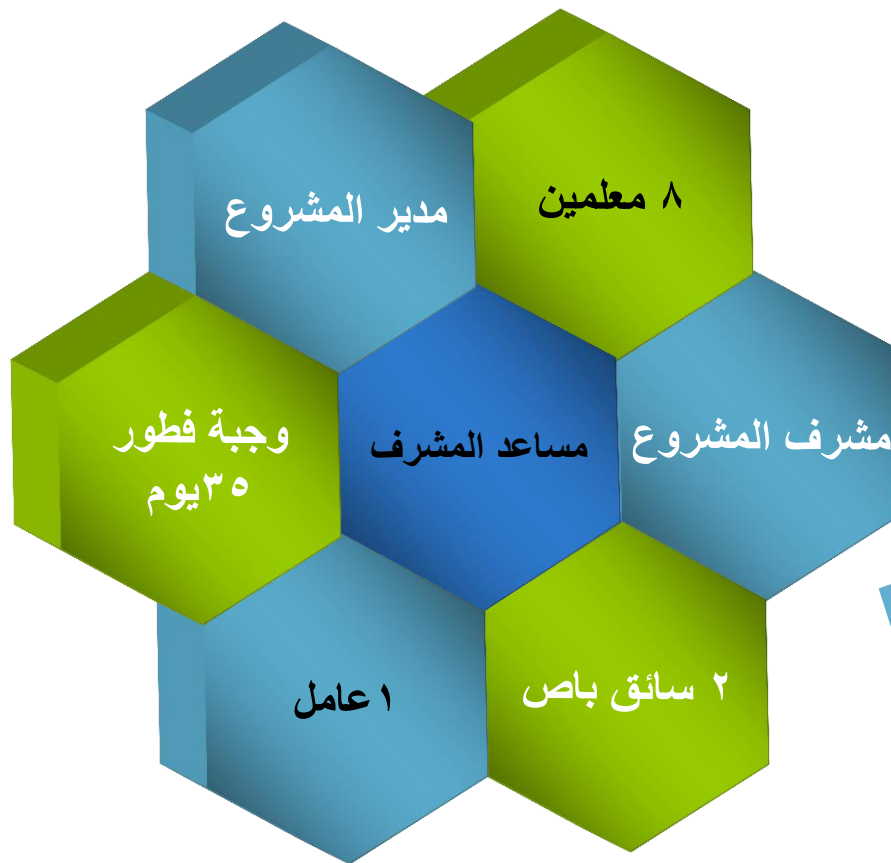 ٨ معلمين
مدير المشروع
مشرف المشروع
مساعد المشرف
وجبة فطور
٣٥يوم
٢ سائق باص
١عامل